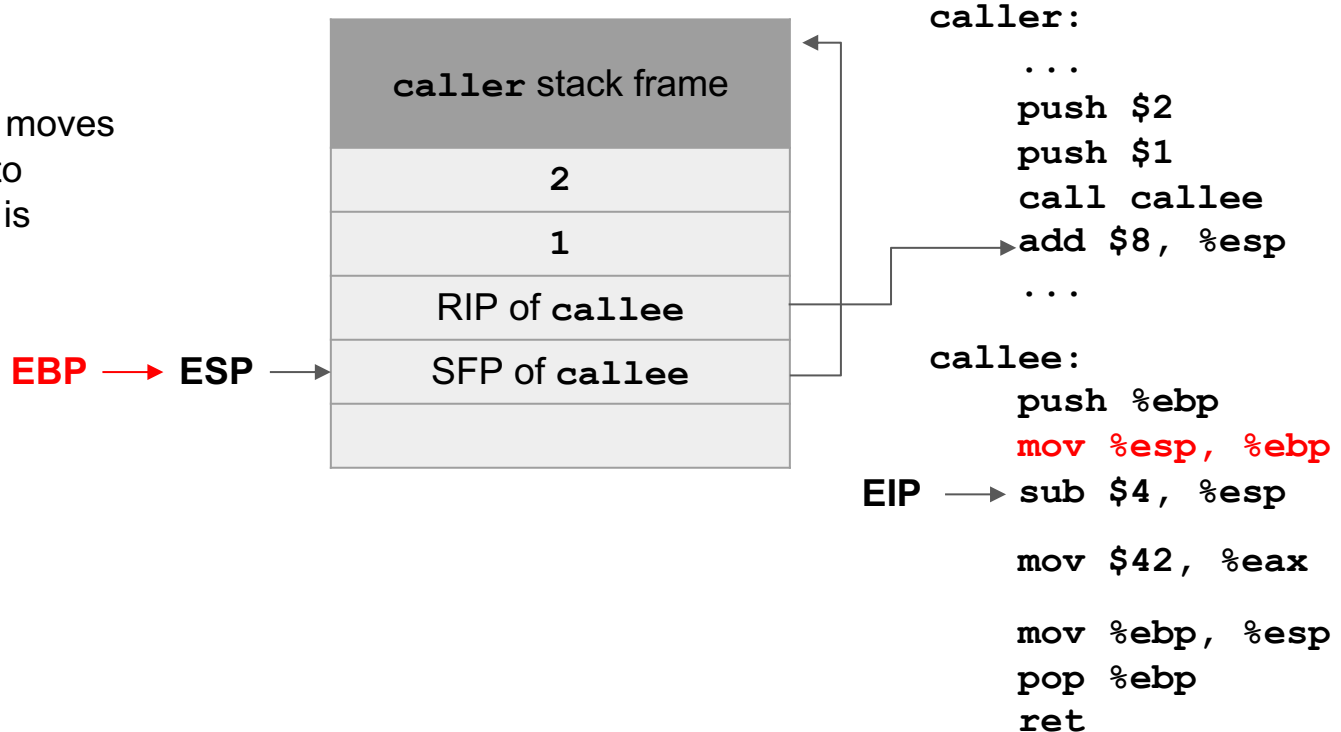 moves
to
is
caller stack frame
2
1
RIP of callee
EBP ESP SFP of callee
caller:
...
push $2
push $1
call callee
add $8, %esp
...
callee:
push %ebp
mov %esp, %ebp
EIP sub $4, %esp
mov $42, %eax
mov %ebp, %esp
pop %ebp
ret